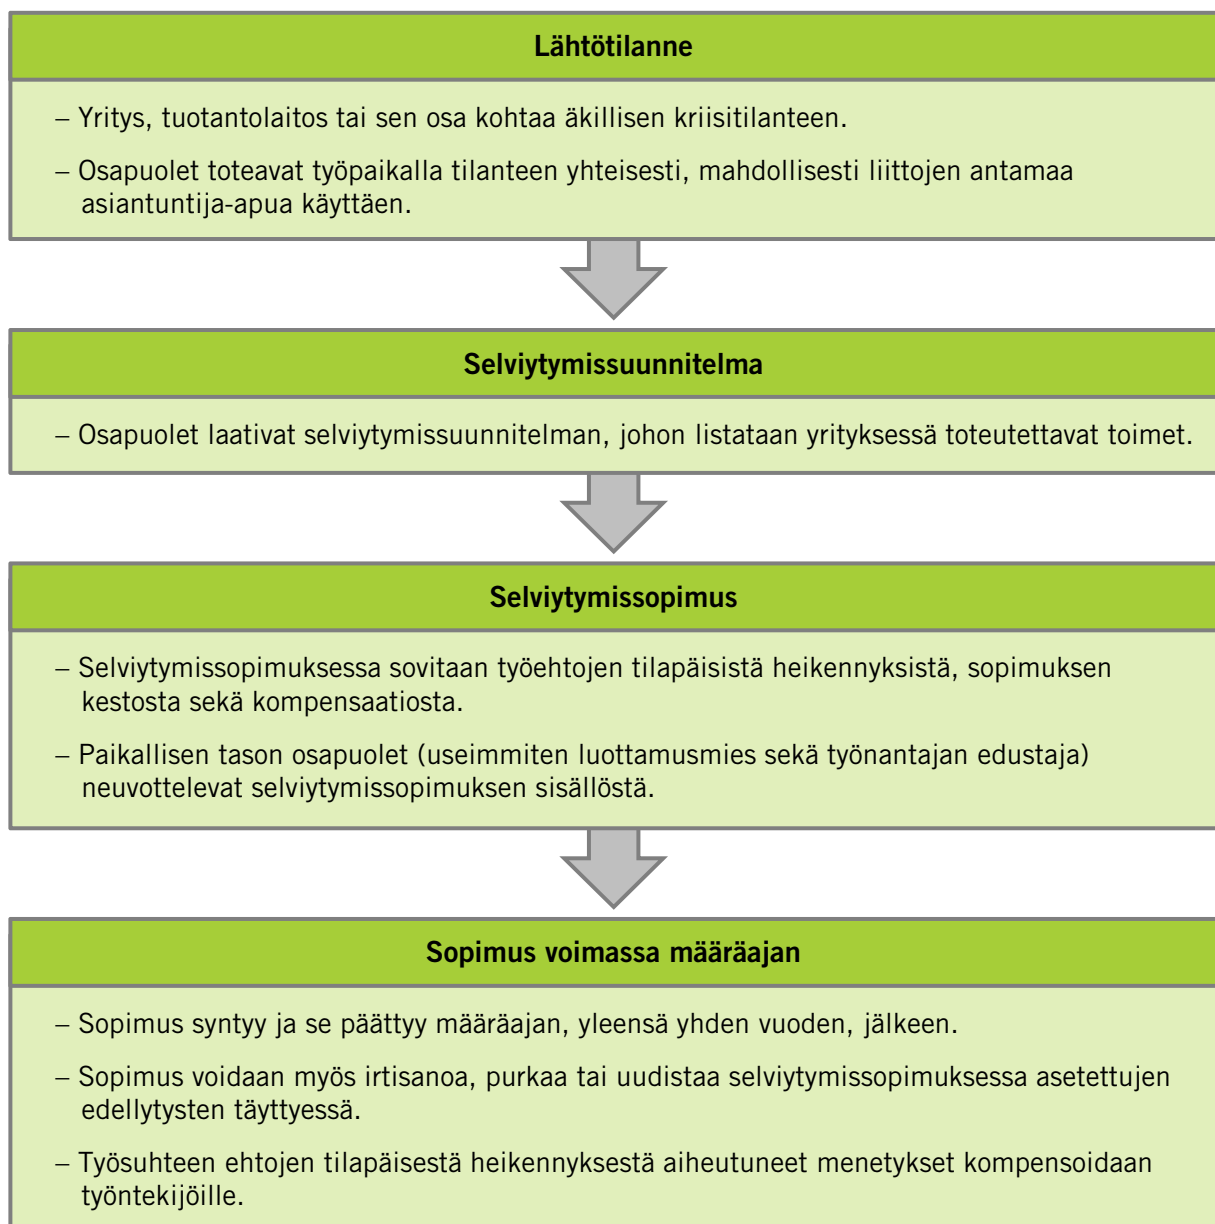 Lähtötilanne
– Yritys, tuotantolaitos tai sen osa kohtaa äkillisen kriisitilanteen.
– Osapuolet toteavat työpaikalla tilanteen yhteisesti, mahdollisesti liittojen antamaa
asiantuntija-apua käyttäen.
Selviytymissuunnitelma
– Osapuolet laativat selviytymissuunnitelman, johon listataan yrityksessä toteutettavat toimet.
Selviytymissopimus
– Selviytymissopimuksessa sovitaan työehtojen tilapäisistä heikennyksistä, sopimuksen
kestosta sekä kompensaatiosta.
– Paikallisen tason osapuolet (useimmiten luottamusmies sekä työnantajan edustaja)
neuvottelevat selviytymissopimuksen sisällöstä.
Sopimus voimassa määräajan
– Sopimus syntyy ja se päättyy määräajan, yleensä yhden vuoden, jälkeen.
– Sopimus voidaan myös irtisanoa, purkaa tai uudistaa selviytymissopimuksessa asetettujen
edellytysten täyttyessä.
– Työsuhteen ehtojen tilapäisestä heikennyksestä aiheutuneet menetykset kompensoidaan
työntekijöille.